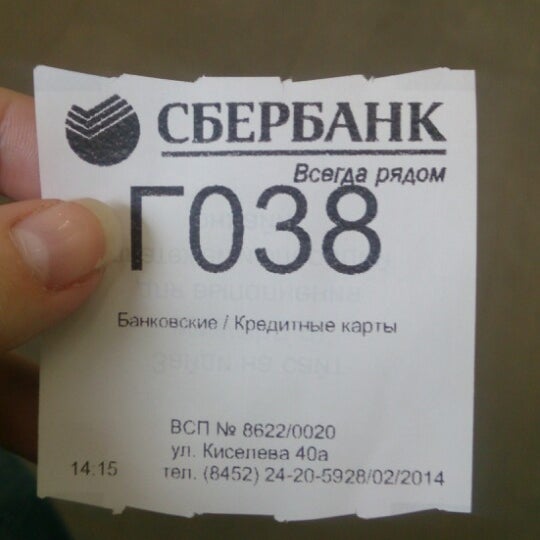 СБЕРБАНК
Всегда рядом
Г038
Банковские / Кредитные карты
ВСП № 8622/0020
ул. Киселева 40а
14:15 тел. (8452) 24-20-5928/02/2014